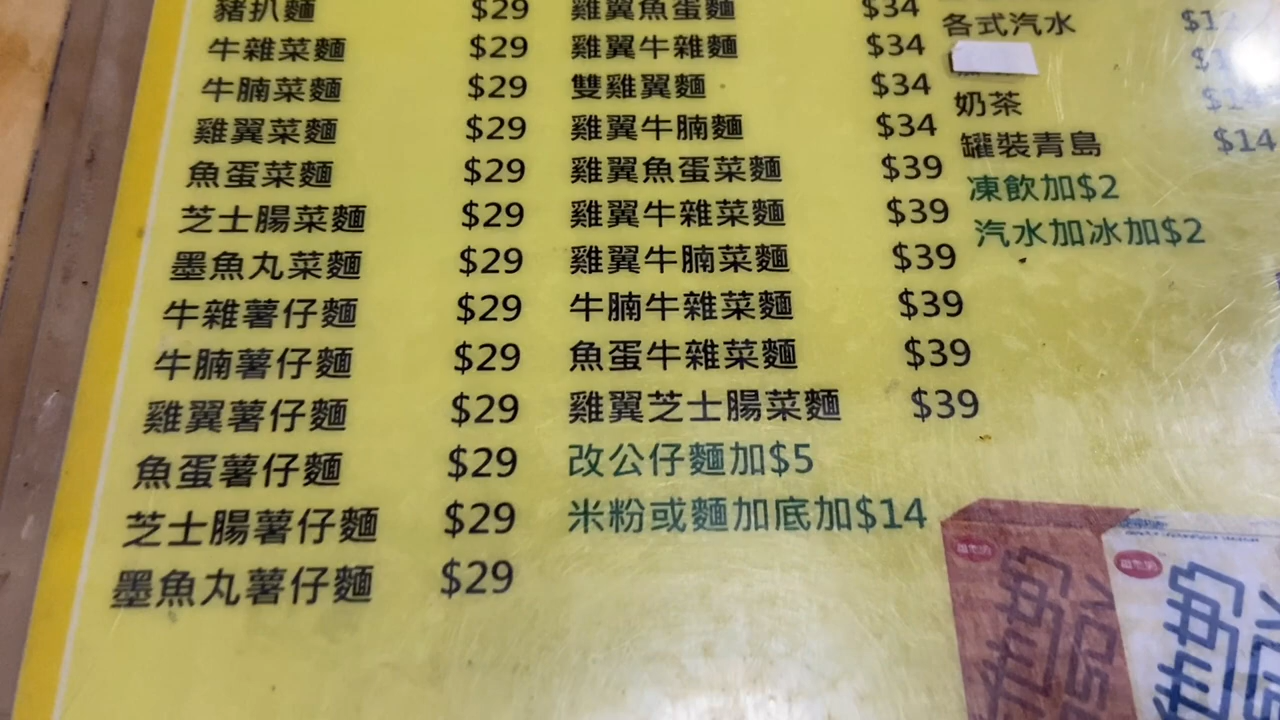 豬扒麵 $29
牛雜菜麵 $29
牛腩菜麵 $29
雞翼菜麵 $29
魚蛋菜麵 $29
芝士腸菜麵 $29
墨魚丸菜麵 $29
牛雜薯仔麵 $29
牛腩薯仔麵 $29
雞翼薯仔麵 $29
魚蛋薯仔麵 $29
芝士腸薯仔麵 $29
墨魚丸薯仔麵 $29
雞翼魚蛋麵 $34
雞翼牛雜麵 $34
雙雞翼麵 $34
雞翼牛腩麵 $34
雞翼魚蛋菜麵 $39
雞翼牛雜菜麵 $39
雞翼牛腩菜麵 $39
牛腩牛雜菜麵 $39
魚蛋牛雜菜麵 $39
雞翼芝士腸菜麵 $39
改公仔麵加$5
米粉或麵加底加$14
各式汽水 $12
奶茶
罐裝青島 $14
凍飲加$2
汽水加冰加$2